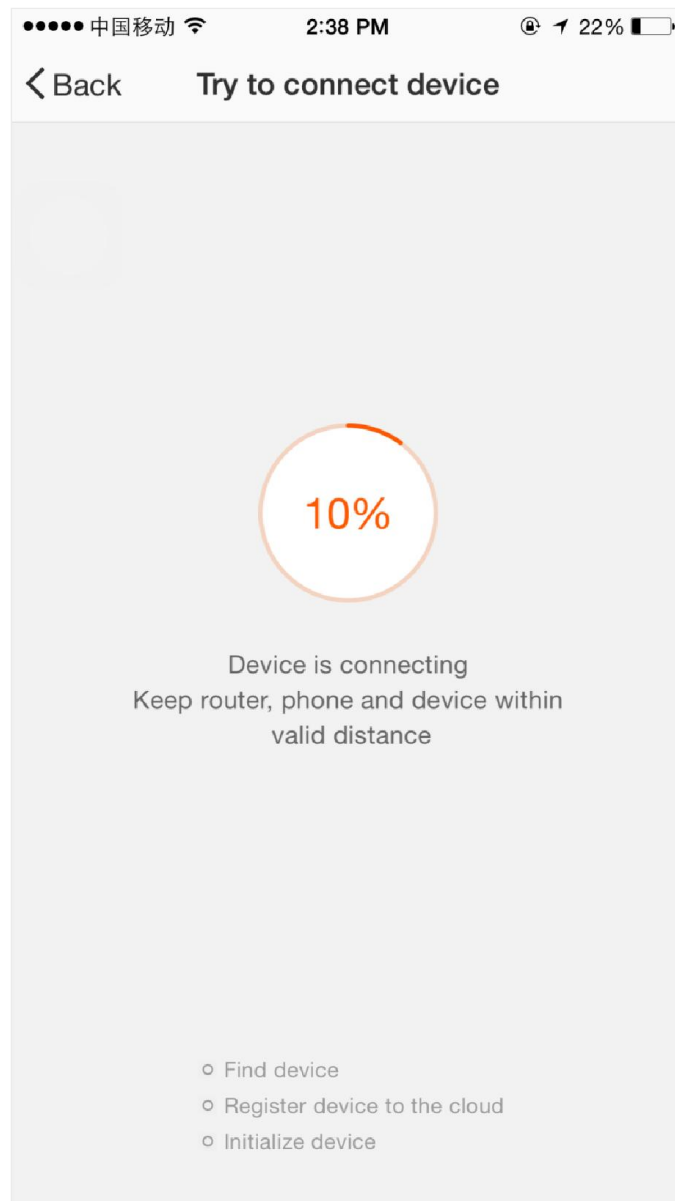 中国移动 2:38 PM 22%
Back Try to connect device
10%
Device is connecting
Keep router, phone and device within
valid distance
Find device
Register device to the cloud
Initialize device